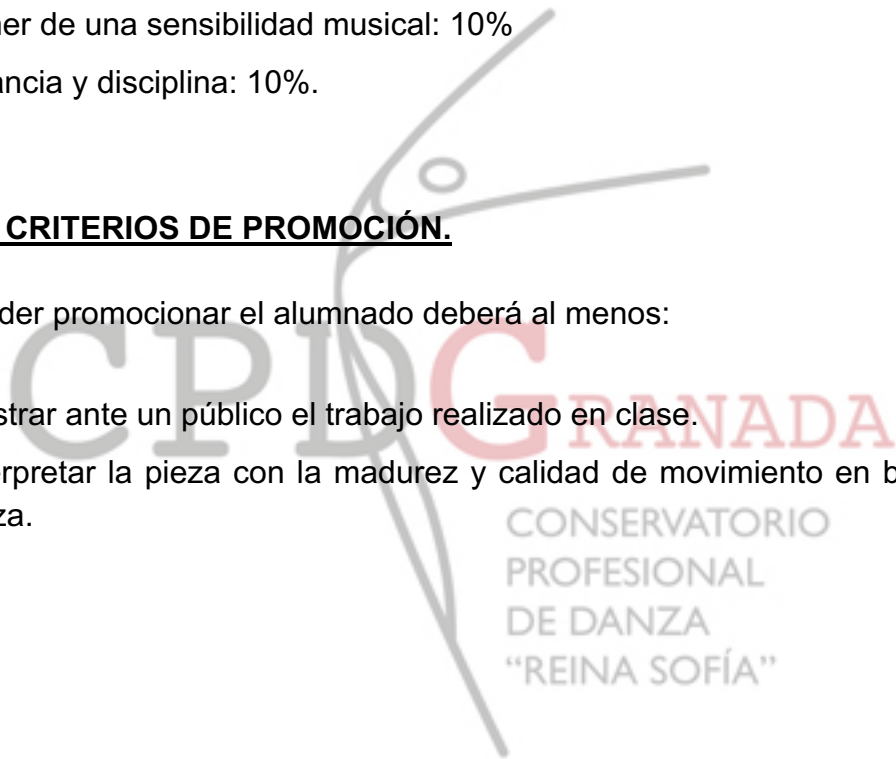 ner de una sensibilidad musical: 10%
ancia y disciplina: 10%.
CRITERIOS DE PROMOCIÓN.
der promocionar el alumnado deberá al menos:
strar ante un público el trabajo realizado en clase.
erpretar la pieza con la madurez y calidad de movimiento en b
za.
CPDGRANADA
CONSERVATORIO
PROFESIONAL
DE DANZA
“REINA SOFÍA”